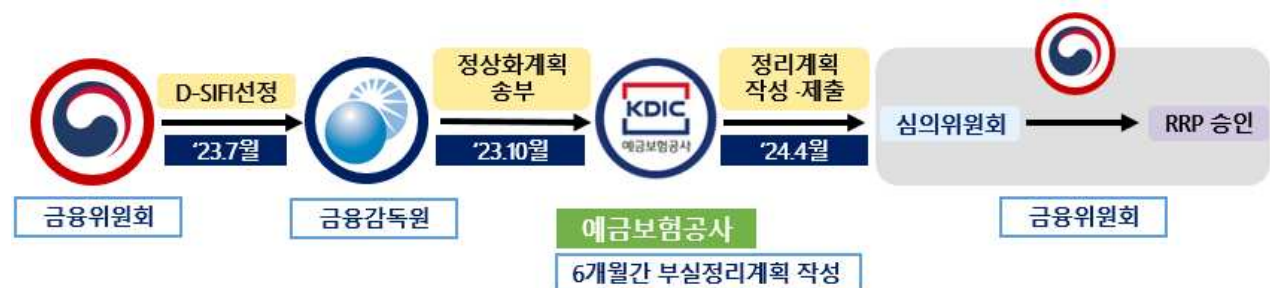 D-SIFI선정
'23.7월
금융위원회
정상화계획
송부
'23.10월
금융감독원
KDIC
예금보험공사
정리계획
작성 ·제출
'24.4월
예금보험공사
6개월간 부실정리계획 작성
심의위원회
RRP 승인
금융위원회